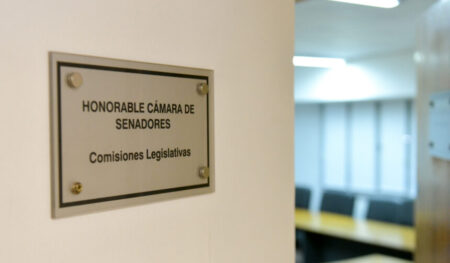 HONORABLE CÁMARA DE
SENADORES
Comisiones Legislativas